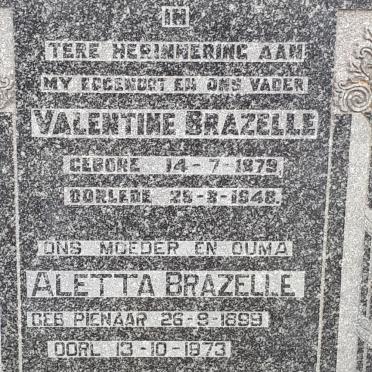 IN
TERE HERINNERING AAN
MY EGGENOOT EN ONS VADER
VALENTINE BRAZELLE
GEBORE 14-7-1879
OORLEDE 25-8-1948.
ONS MOEDER EN OUMA
ALETTA BRAZELLE
GEB PIENAAR 26-9-1899
OORL 13-10-1973